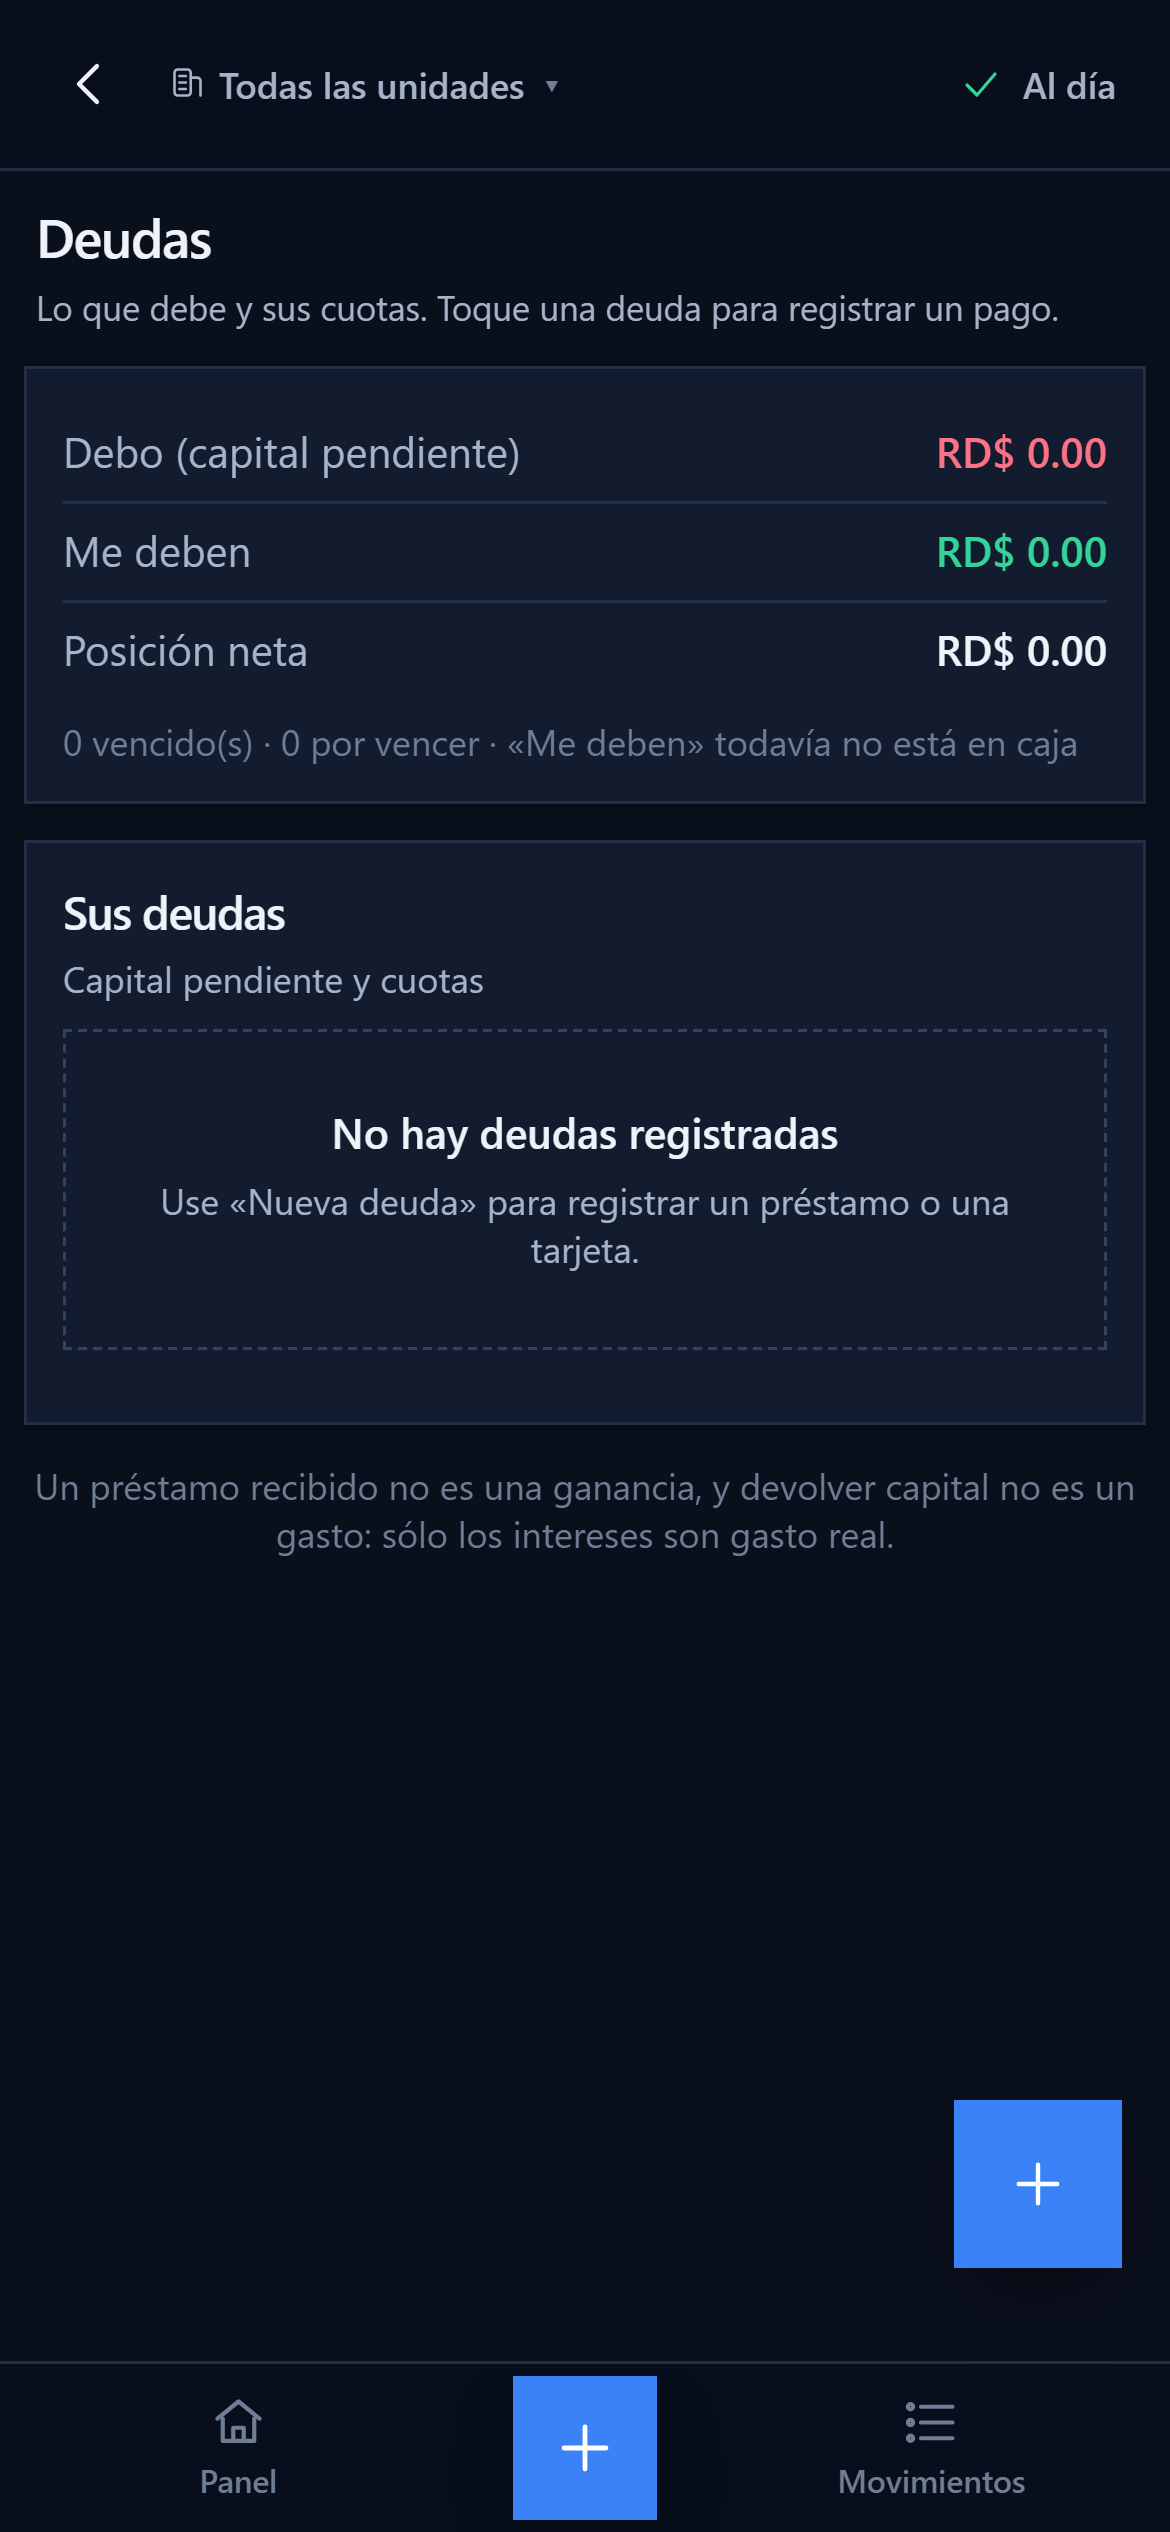 Todas las unidades ▼
Al día
Deudas
Lo que debe y sus cuotas. Toque una deuda para registrar un pago.
Debo (capital pendiente) RD$ 0.00
Me deben RD$ 0.00
Posición neta RD$ 0.00
0 vencido(s) · 0 por vencer · «Me deben» todavía no está en caja
Sus deudas
Capital pendiente y cuotas
No hay deudas registradas
Use «Nueva deuda» para registrar un préstamo o una
tarjeta.
Un préstamo recibido no es una ganancia, y devolver capital no es un
gasto: sólo los intereses son gasto real.
Panel
Movimientos